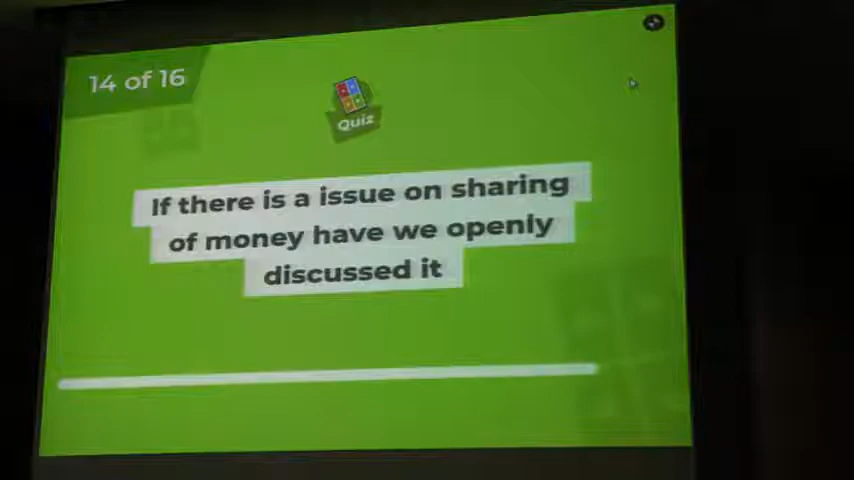 14 of 16
Quiz
If there is a issue on sharing
of money have we openly
discussed it